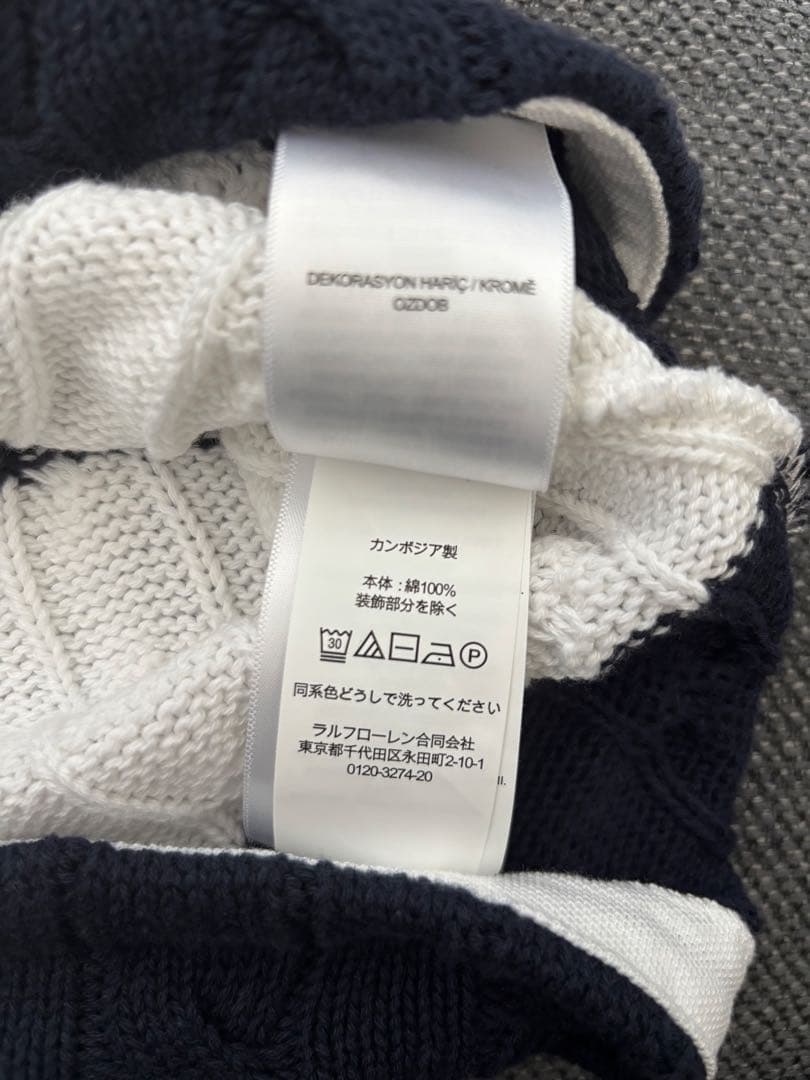 DEKORASYON HARİÇ / KROMĚ
OZDOB
カンボジア製
本体 : 綿100%
装飾部分を除く
30
P
同系色どうしで洗ってください
ラルフローレン合同会社
東京都千代田区永田町2-10-1
0120-3274-20
II.